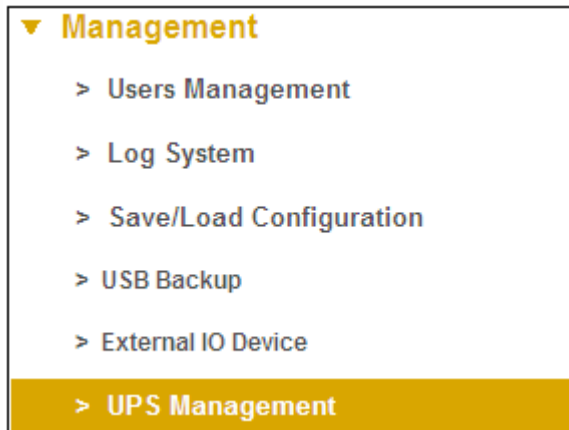 ▼ Management
> Users Management
> Log System
> Save/Load Configuration
> USB Backup
> External IO Device
> UPS Management